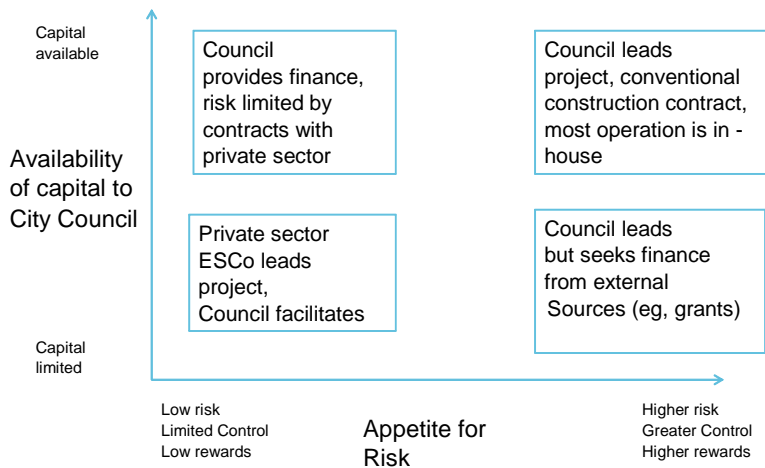 Capital
available
Council
provides finance,
risk limited by
contracts with
private sector
Council leads
project, conventional
construction contract,
most operation is in -
house
Availability
of capital to
City Council
Private sector
ESCo leads
project,
Council facilitates
Council leads
but seeks finance
from external
Sources (eg, grants)
Capital
limited
Low risk
Limited Control
Low rewards
Appetite for
Risk
Higher risk
Greater Control
Higher rewards